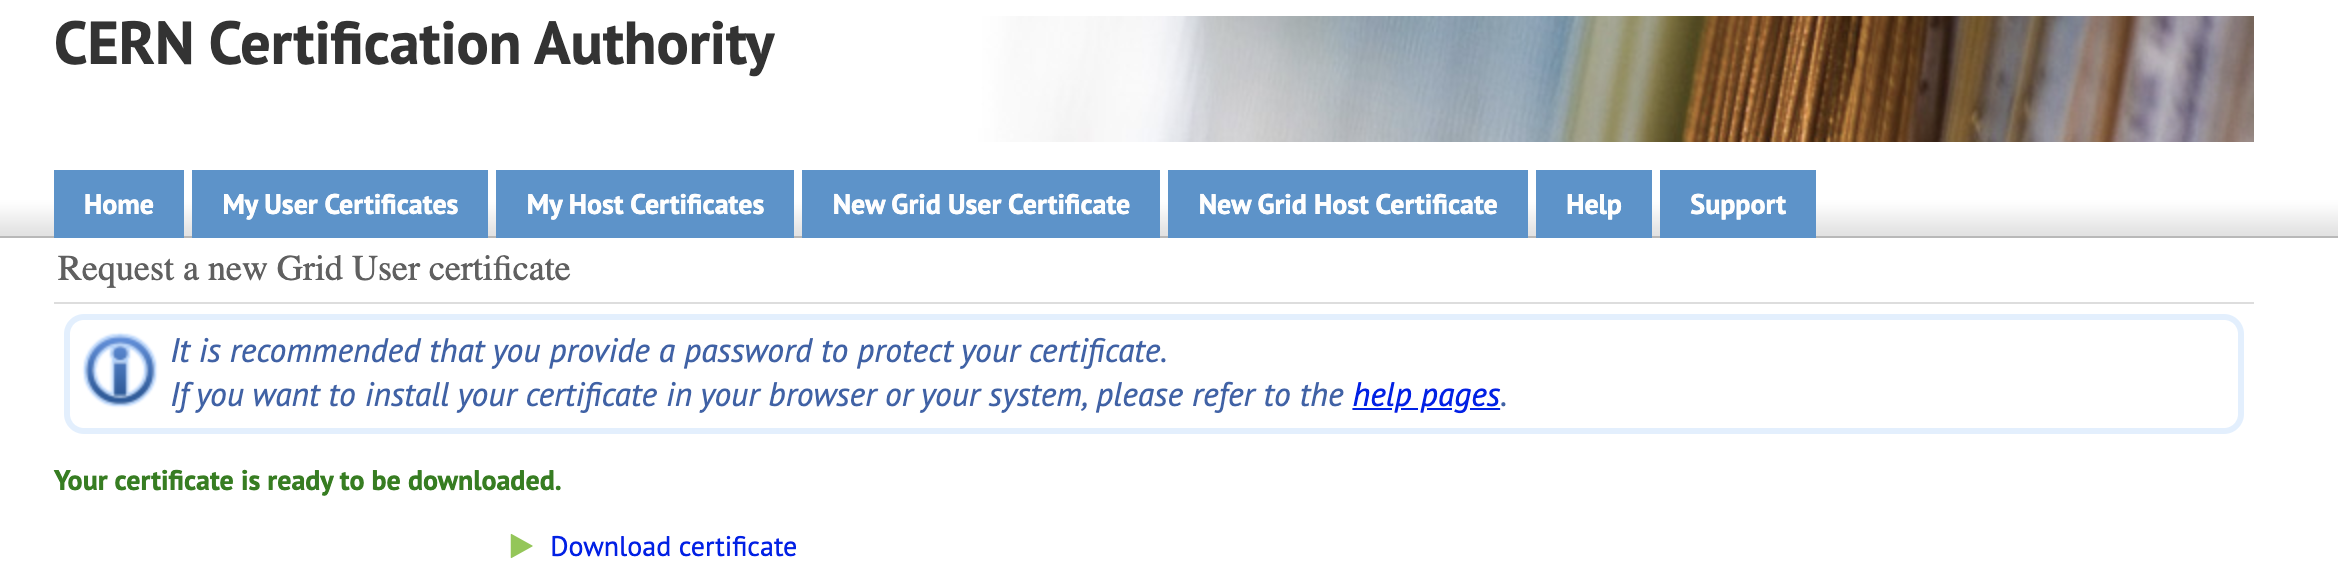 CERN Certification Authority
Home
My User Certificates
My Host Certificates
New Grid User Certificate
New Grid Host Certificate
Help
Support
Request a new Grid User certificate
It is recommended that you provide a password to protect your certificate.
If you want to install your certificate in your browser or your system, please refer to the help pages.
Your certificate is ready to be downloaded.
Download certificate